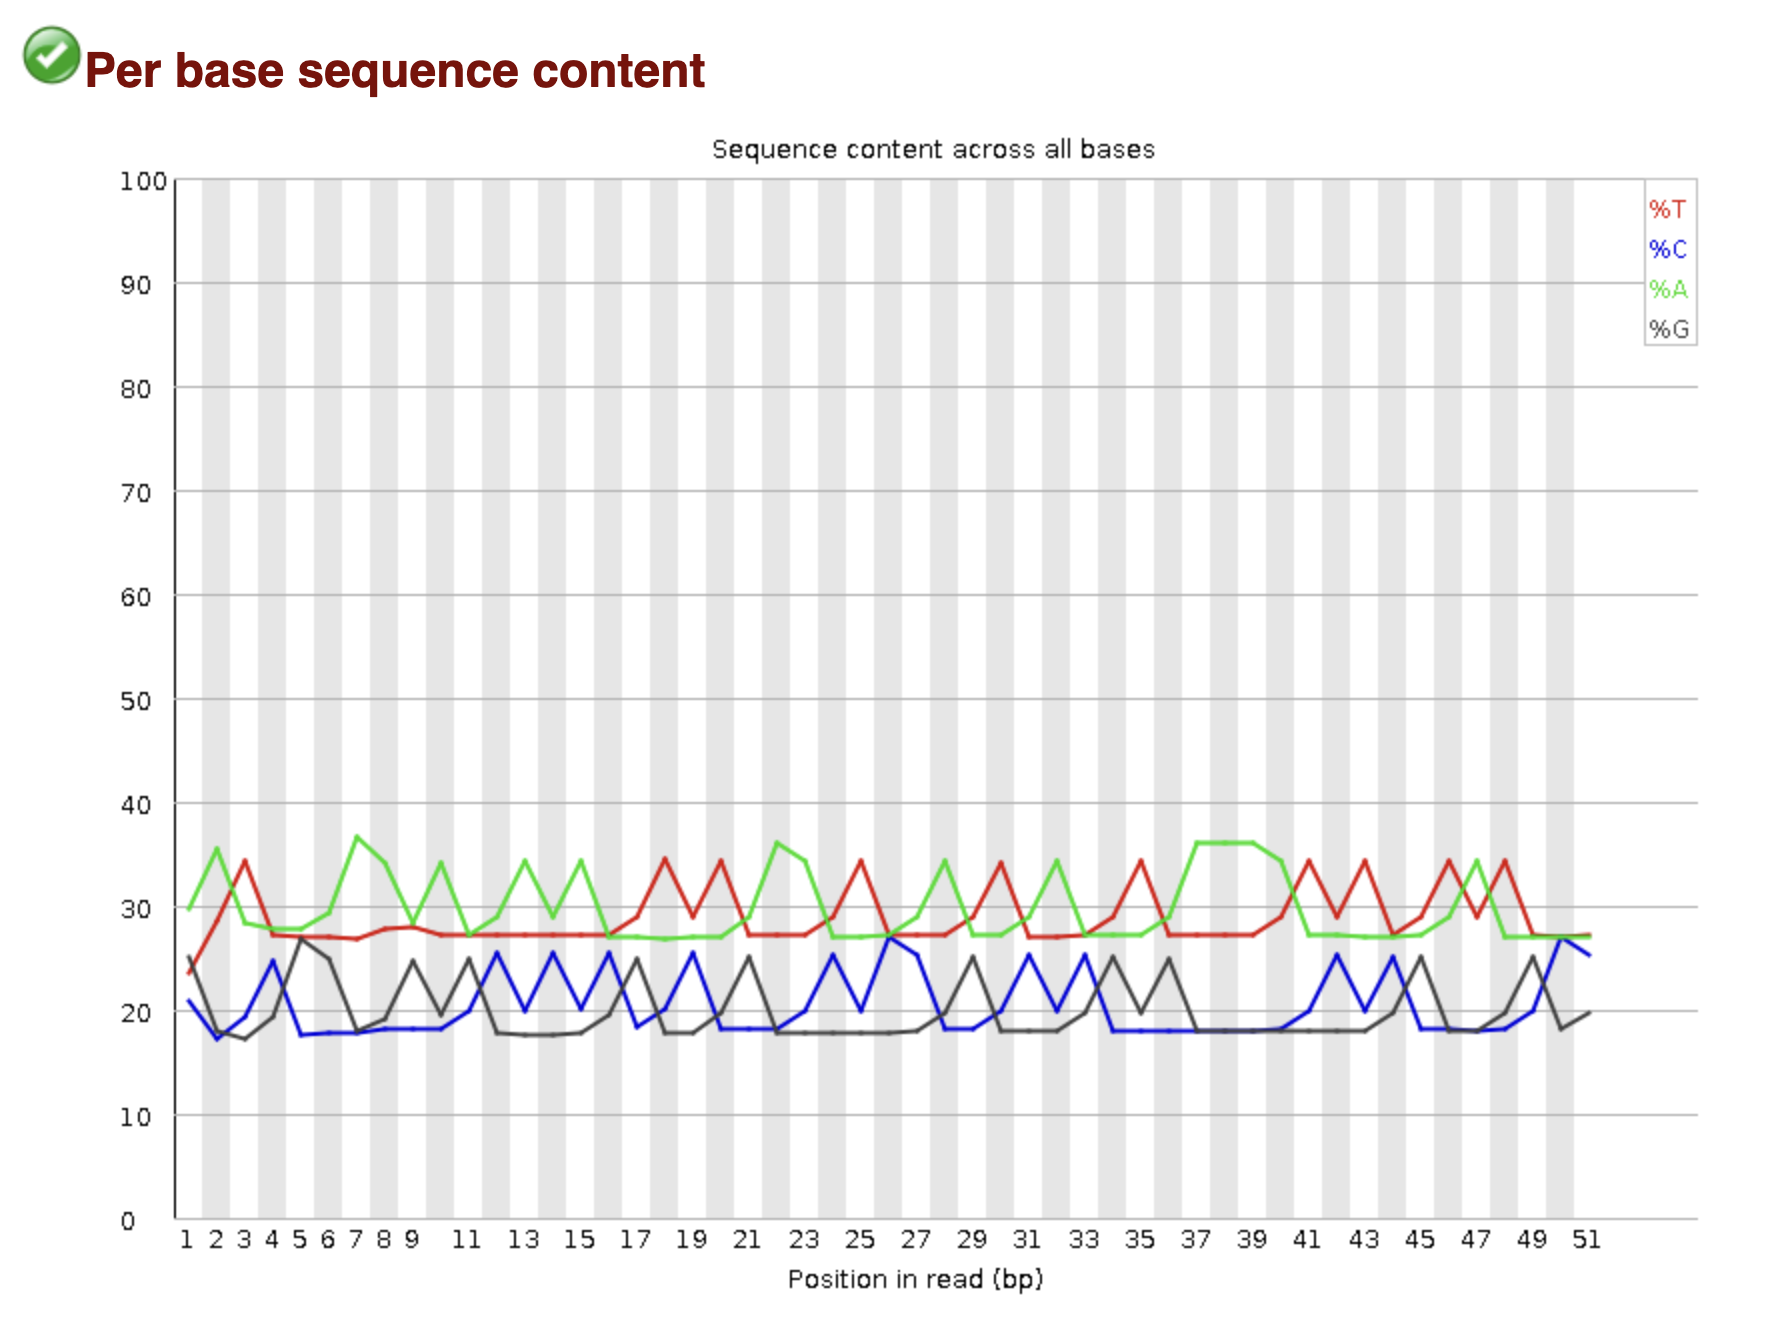 Per base sequence content
Sequence content across all bases
100
90
80
70
60
50
40
30
20
10
0
%T
%C
%A
%G
1 2 3 4 5 6 7 8 9 11 13 15 17 19 21 23 25 27 29 31 33 35 37 39 41 43 45 47 49 51
Position in read (bp)